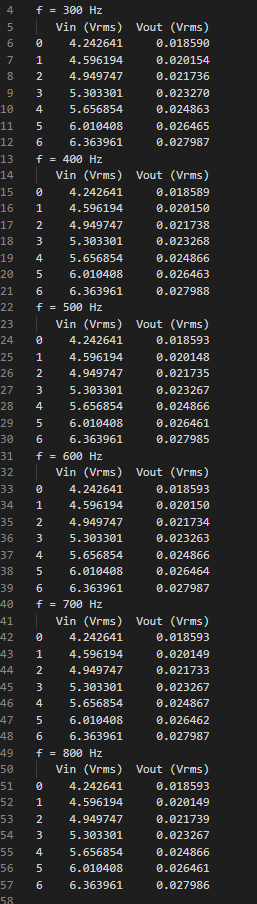 4 f = 300 Hz
5 Vin (Vrms) Vout (Vrms)
6 0 4.242641 0.018590
7 1 4.596194 0.020154
8 2 4.949747 0.021736
9 3 5.303301 0.023270
10 4 5.656854 0.024863
11 5 6.010408 0.026465
12 6 6.363961 0.027987
13 f = 400 Hz
14 Vin (Vrms) Vout (Vrms)
15 0 4.242641 0.018589
16 1 4.596194 0.020150
17 2 4.949747 0.021738
18 3 5.303301 0.023268
19 4 5.656854 0.024866
20 5 6.010408 0.026463
21 6 6.363961 0.027988
22 f = 500 Hz
23 Vin (Vrms) Vout (Vrms)
24 0 4.242641 0.018593
25 1 4.596194 0.020148
26 2 4.949747 0.021735
27 3 5.303301 0.023267
28 4 5.656854 0.024866
29 5 6.010408 0.026461
30 6 6.363961 0.027985
31 f = 600 Hz
32 Vin (Vrms) Vout (Vrms)
33 0 4.242641 0.018593
34 1 4.596194 0.020150
35 2 4.949747 0.021734
36 3 5.303301 0.023263
37 4 5.656854 0.024866
38 5 6.010408 0.026464
39 6 6.363961 0.027987
40 f = 700 Hz
41 Vin (Vrms) Vout (Vrms)
42 0 4.242641 0.018593
43 1 4.596194 0.020149
44 2 4.949747 0.021733
45 3 5.303301 0.023267
46 4 5.656854 0.024867
47 5 6.010408 0.026462
48 6 6.363961 0.027987
49 f = 800 Hz
50 Vin (Vrms) Vout (Vrms)
51 0 4.242641 0.018593
52 1 4.596194 0.020149
53 2 4.949747 0.021739
54 3 5.303301 0.023267
55 4 5.656854 0.024866
56 5 6.010408 0.026461
57 6 6.363961 0.027986
58